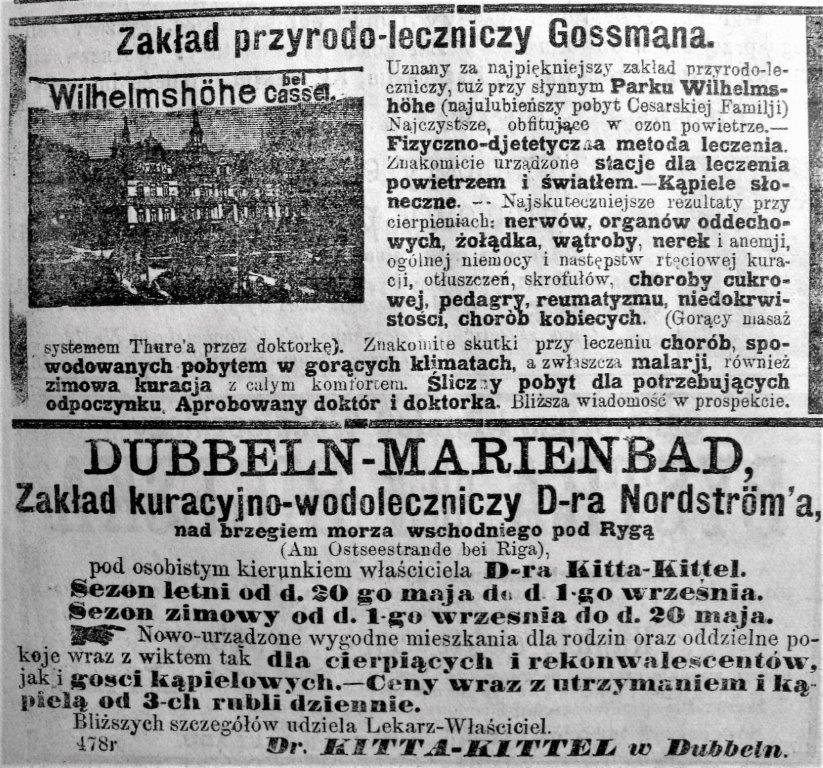 Zakład przyrodo-leczniczy Gossmana.
Wilhelmshöhe bei Cassel.
Uznany za najpiękniejszy zakład przyrodo-le-
czniczy, tuż przy słynnym Parku Wilhelms-
höhe (najulubieńszy pobyt Cesarskiej Familji)
Najczystsze, obfitujące w ozon powietrze.—
Fizyczno-djetetyczna metoda leczenia.
Znakomicie urządzone stacje dla leczenia
powietrzem i światłem.—Kąpiele sło-
neczne. — Najskuteczniejsze rezultaty przy
cierpieniach: nerwów, organów oddecho-
wych, żołądka, wątroby, nerek i anemji,
ogólnej niemocy i następstw rtęciowej kura-
cji, otłuszczeń, skrofułów, choroby cukro-
wej, pedagry, reumatyzmu, niedokrwi-
stości, chorób kobiecych. (Gorący masaż
systemem Thure'a przez doktorkę). Znakomite skutki przy leczeniu chorób, spo-
wodowanych pobytem w gorących klimatach, a zwłaszcza malarji, również
zimowa kuracja z całym komfortem. Śliczny pobyt dla potrzebujących
odpoczynku. Aprobowany doktór i doktorka. Bliższa wiadomość w prospekcie.
DUBBELN-MARIENBAD,
Zakład kuracyjno-wodoleczniczy D-ra Nordström'a,
nad brzegiem morza wschodniego pod Rygą
(Am Ostseestrande bei Riga),
pod osobistym kierunkiem właściciela D-ra Kitta-Kittel.
Sezon letni od d. 20 go maja do d. 1-go września.
Sezon zimowy od d. 1-go września do d. 20 maja.
Nowo-urządzone wygodne mieszkania dla rodzin oraz oddzielne po-
koje wraz z wiktem tak dla cierpiących i rekonwalescentów,
jak i gosci kąpielowych.—Ceny wraz z utrzymaniem i ką-
pielą od 3-ch rubli dziennie.
Bliższych szczegółów udziela Lekarz-Właściciel.
478r Dr. KITTA-KITTEL w Dubbeln.